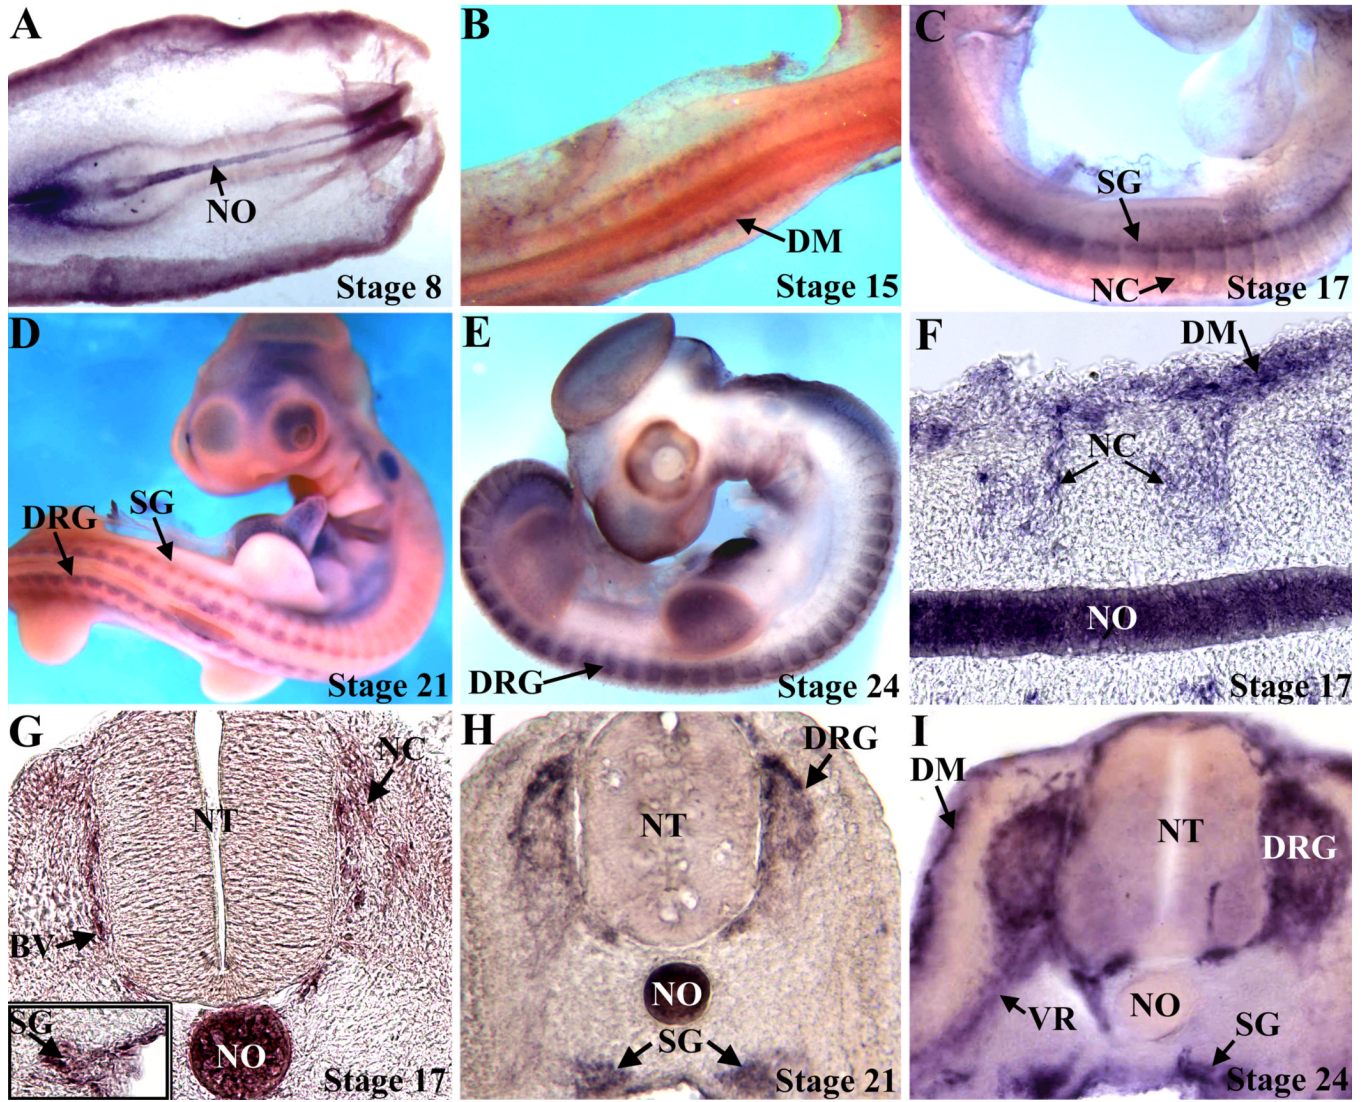 A
NO
Stage 8
B
DM
Stage 15
C
SG
NC
Stage 17
D
DRG
SG
Stage 21
E
DRG
Stage 24
F
DM
NC
NO
Stage 17
G
NC
NT
BV
SG
NO
Stage 17
H
DRG
NT
NO
SG
Stage 21
I
DM
NT
DRG
VR
NO
SG
Stage 24